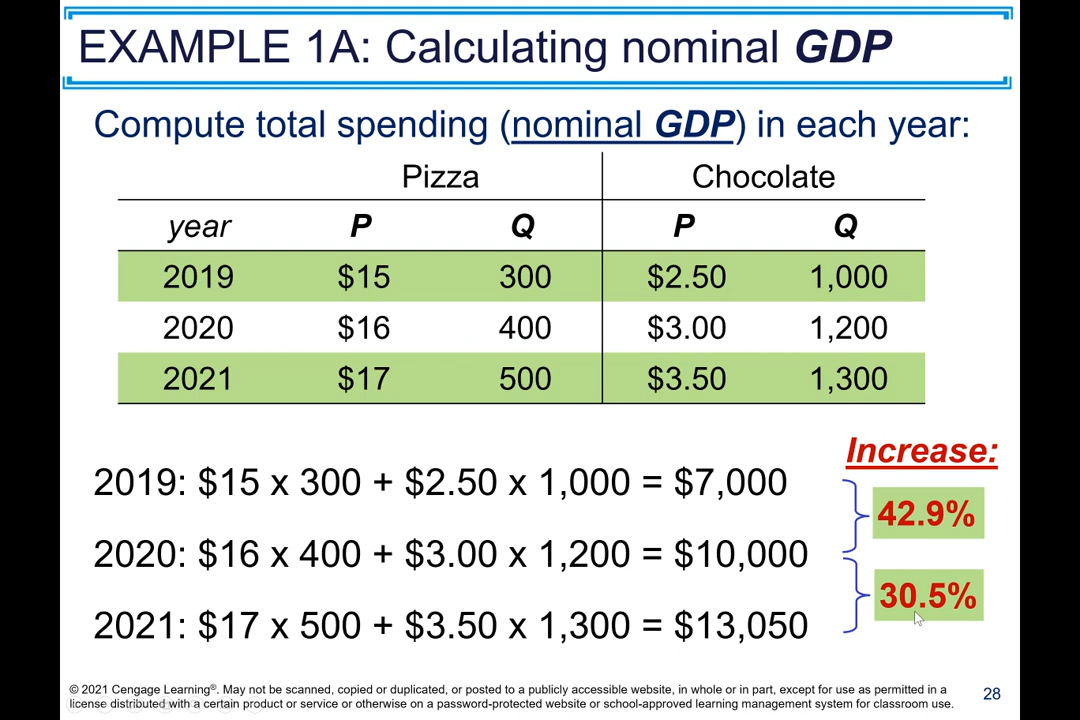 EXAMPLE 1A: Calculating nominal GDP
Compute total spending (nominal GDP) in each year:
Pizza Chocolate
year P Q P Q
2019 $15 300 $2.50 1,000
2020 $16 400 $3.00 1,200
2021 $17 500 $3.50 1,300
Increase:
2019: $15 x 300 + $2.50 x 1,000 = $7,000
42.9%
2020: $16 x 400 + $3.00 x 1,200 = $10,000
30.5%
2021: $17 x 500 + $3.50 x 1,300 = $13,050
© 2021 Cengage Learning®. May not be scanned, copied or duplicated, or posted to a publicly accessible website, in whole or in part, except for use as permitted in a
license distributed with a certain product or service or otherwise on a password-protected website or school-approved learning management system for classroom use.
28